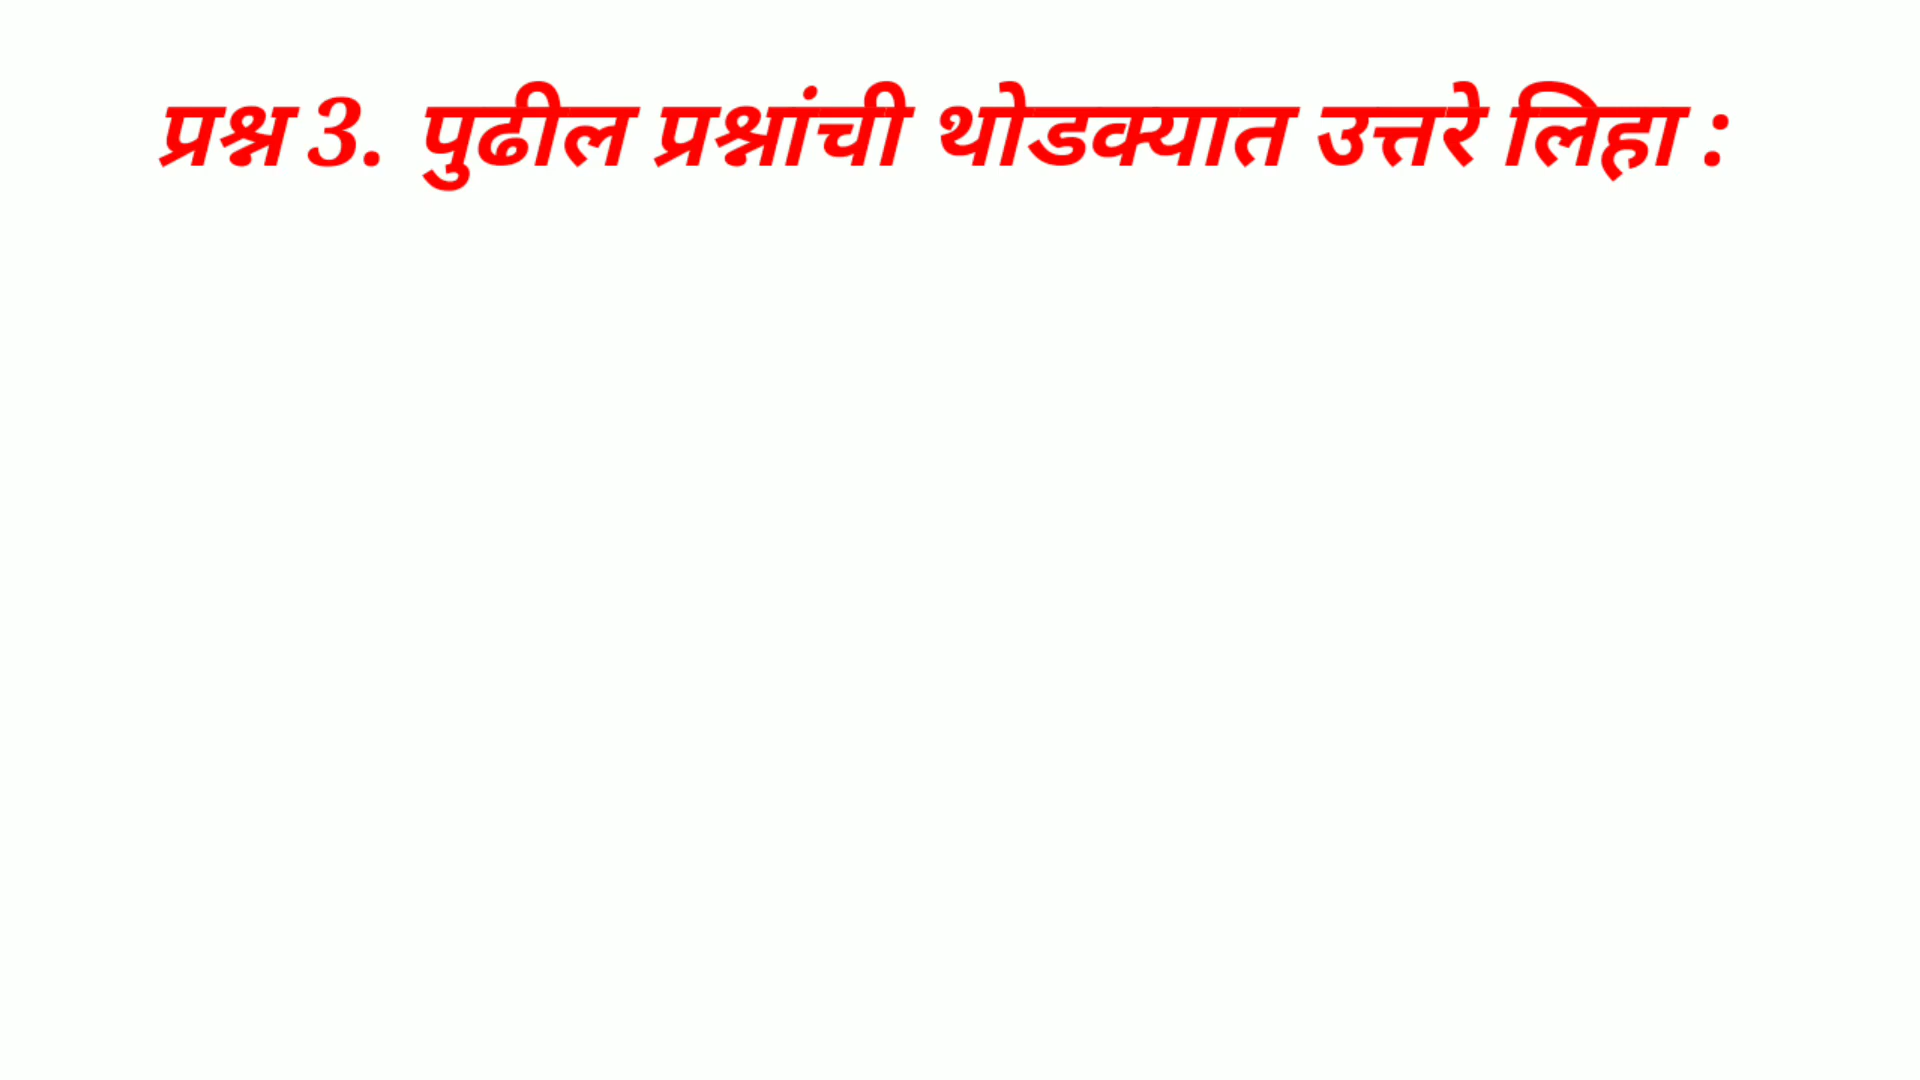 प्रश्न 3. पुढील प्रश्नांची थोडक्यात उत्तरे लिहा :